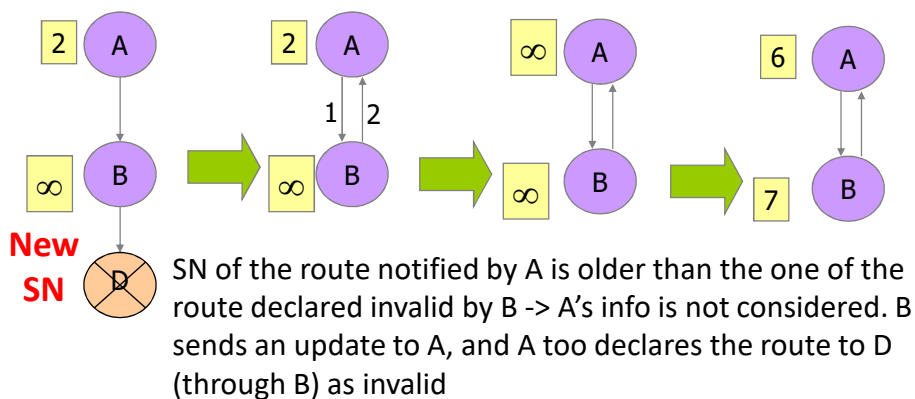 2 A
2 A
∞ A
6 A
1 2
∞ B
∞ B
∞ B
7 B
New
SN D
SN of the route notified by A is older than the one of the
route declared invalid by B -> A's info is not considered. B
sends an update to A, and A too declares the route to D
(through B) as invalid